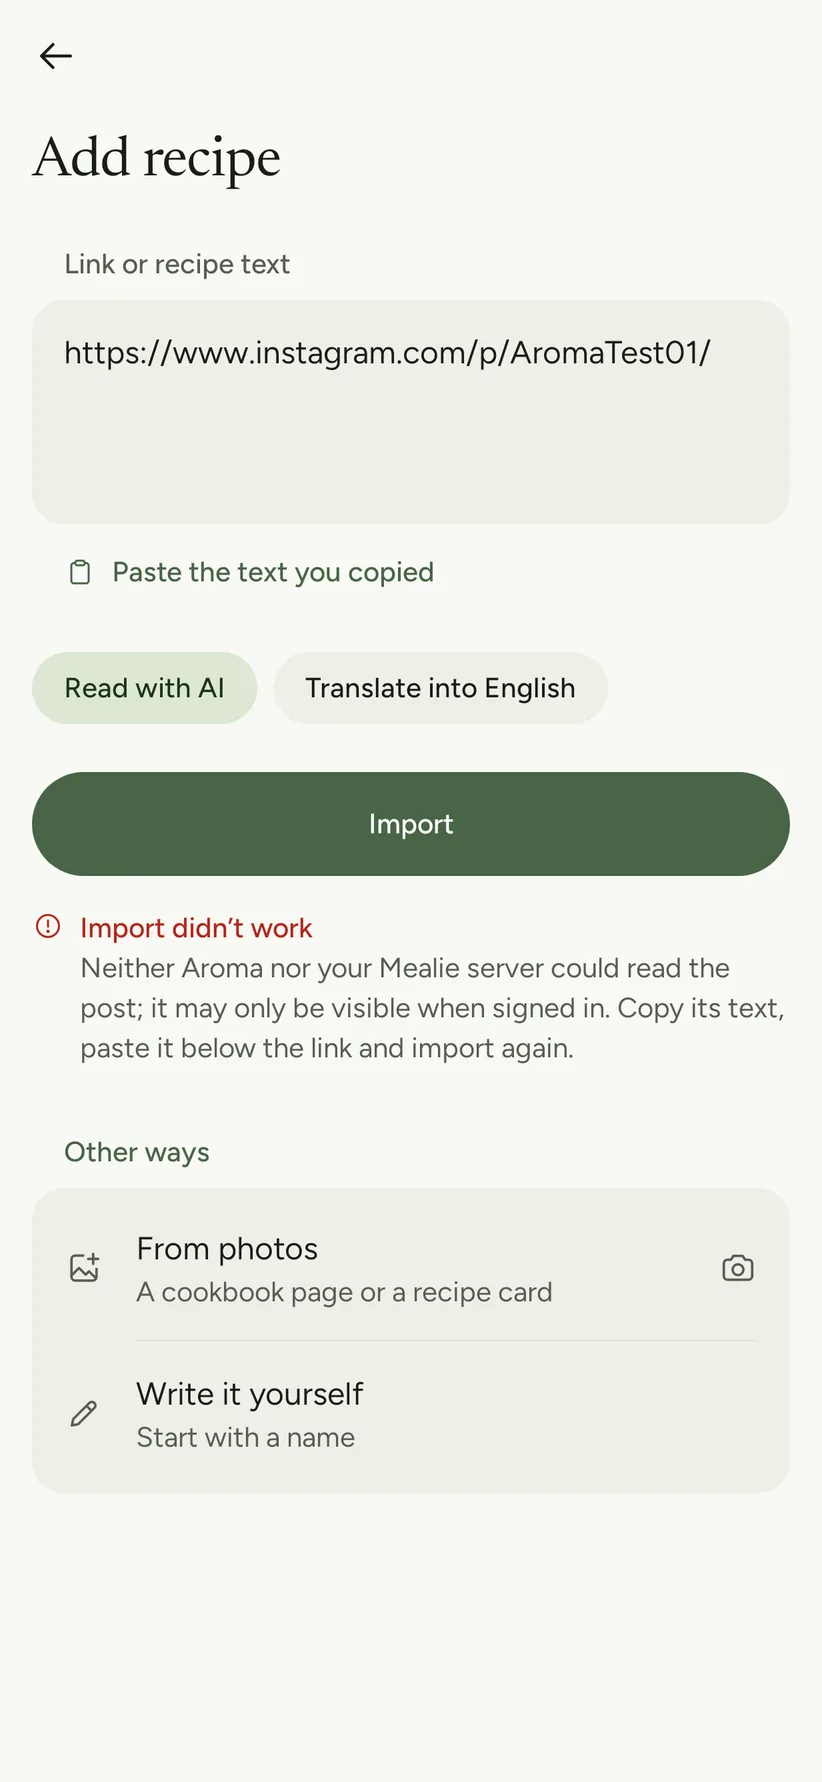 Add recipe
Link or recipe text
https://www.instagram.com/p/AromaTest01/
Paste the text you copied
Read with AI
Translate into English
Import
Import didn’t work
Neither Aroma nor your Mealie server could read the
post; it may only be visible when signed in. Copy its text,
paste it below the link and import again.
Other ways
From photos
A cookbook page or a recipe card
Write it yourself
Start with a name